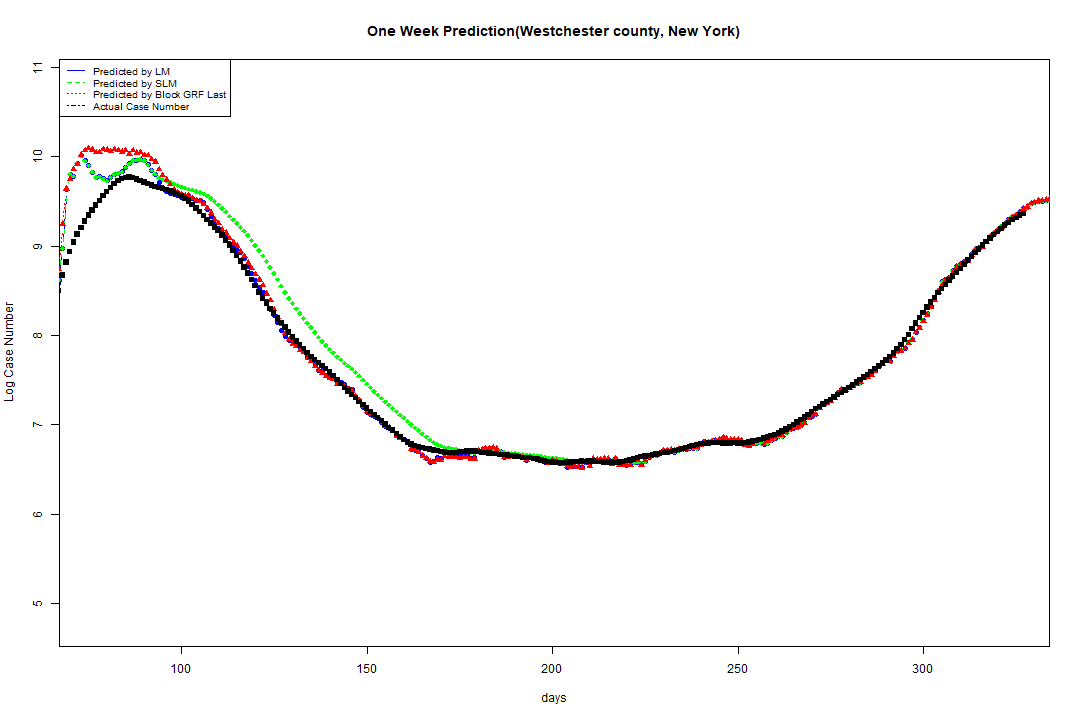 One Week Prediction(Westchester county, New York)
Predicted by LM
Predicted by SLM
Predicted by Block GRF Last
Actual Case Number
11
10
9
8
7
6
5
Log Case Number
100
150
200
250
300
days